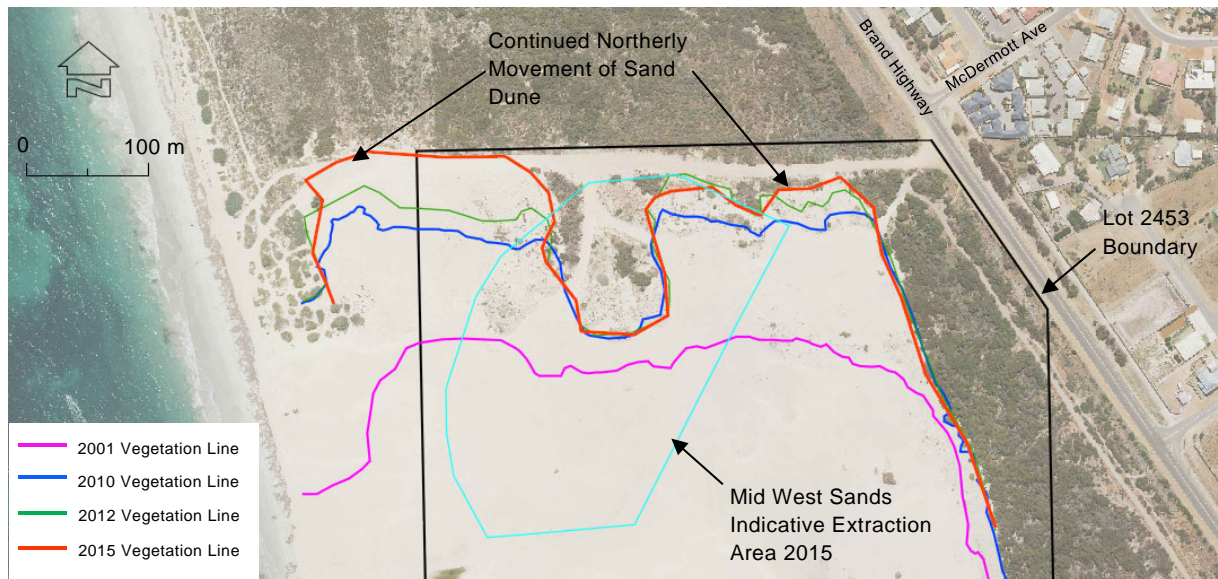 Continued Northerly
Movement of Sand
Dune
Brand Highway
McDermott Ave
N
0 100 m
Lot 2453
Boundary
2001 Vegetation Line
2010 Vegetation Line
2012 Vegetation Line
2015 Vegetation Line
Mid West Sands
Indicative Extraction
Area 2015